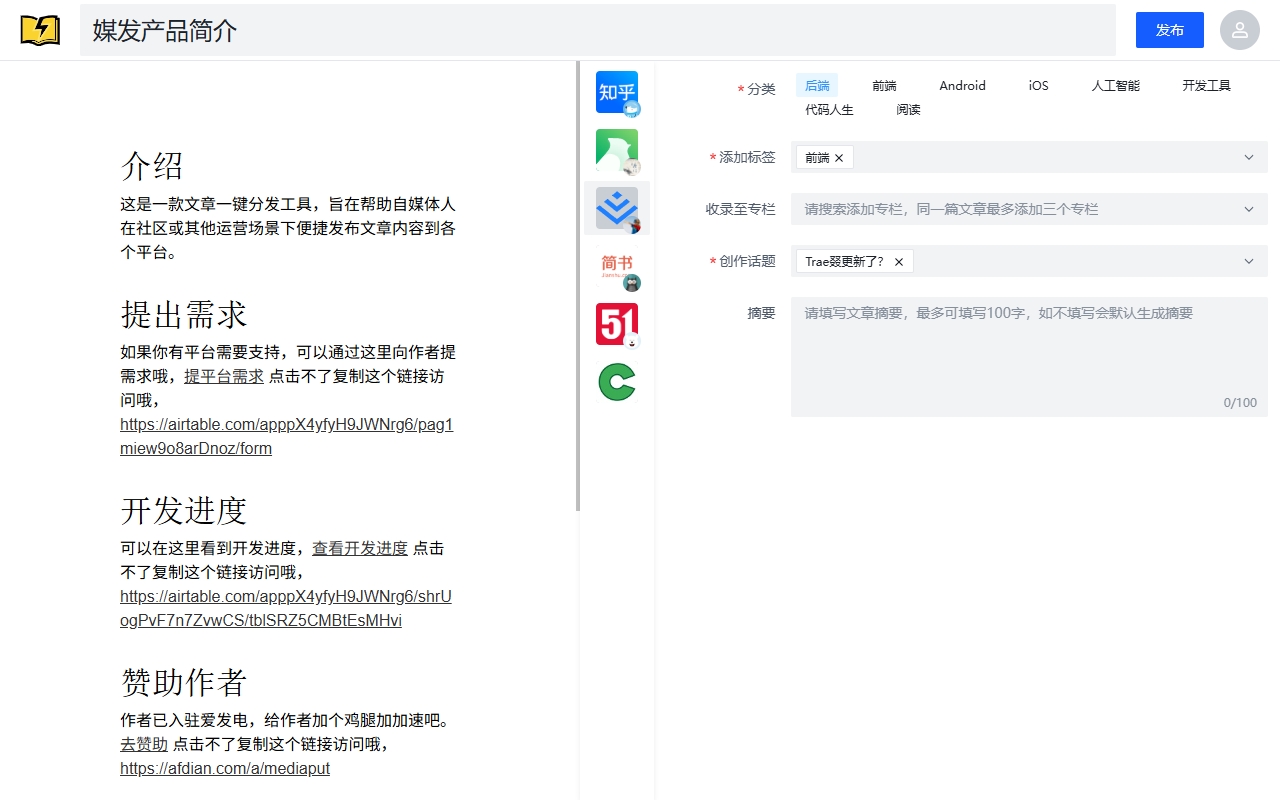 媒发产品简介
发布
介绍
这是一款文章一键分发工具，旨在帮助自媒体人
在社区或其他运营场景下便捷发布文章内容到各
个平台。
提出需求
如果你有平台需要支持，可以通过这里向作者提
需求哦，提平台需求 点击不了复制这个链接访
问哦，
https://airtable.com/apppX4yfyH9JWNrg6/pag1
miew9o8arDnoz/form
开发进度
可以在这里看到开发进度，查看开发进度 点击
不了复制这个链接访问哦，
https://airtable.com/apppX4yfyH9JWNrg6/shrU
ogPvF7n7ZvwCS/tblSRZ5CMBtEsMHvi
赞助作者
作者已入驻爱发电，给作者加个鸡腿加加速吧。
去赞助 点击不了复制这个链接访问哦，
https://afdian.com/a/mediaput
知乎
简书
Jianshu.com
51
C
* 分类
后端 前端 Android iOS 人工智能 开发工具
代码人生 阅读
* 添加标签
前端 ×
收录至专栏
请搜索添加专栏，同一篇文章最多添加三个专栏
* 创作话题
Trae叕更新了？ ×
摘要
请填写文章摘要，最多可填写100字，如不填写会默认生成摘要
0/100